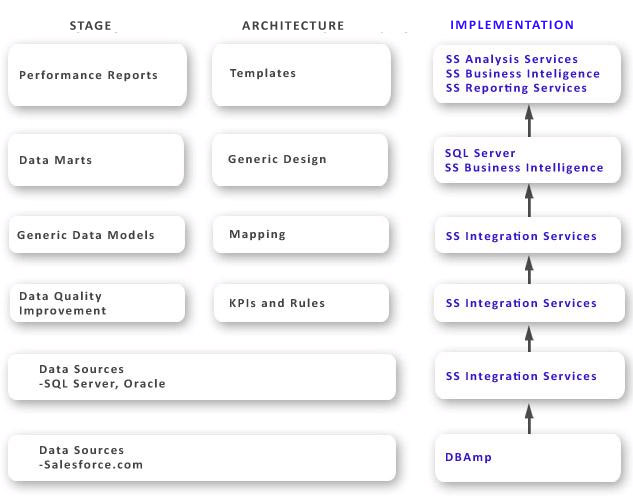 STAGE
ARCHITECTURE
IMPLEMENTATION
Performance Reports
Templates
SS Analysis Services
SS Business Inteligence
SS Reporting Services
Data Marts
Generic Design
SQL Server
SS Business Intelligence
Generic Data Models
Mapping
SS Integration Services
Data Quality
Improvement
KPIs and Rules
SS Integration Services
Data Sources
-SQL Server, Oracle
SS Integration Services
Data Sources
-Salesforce.com
DBAmp